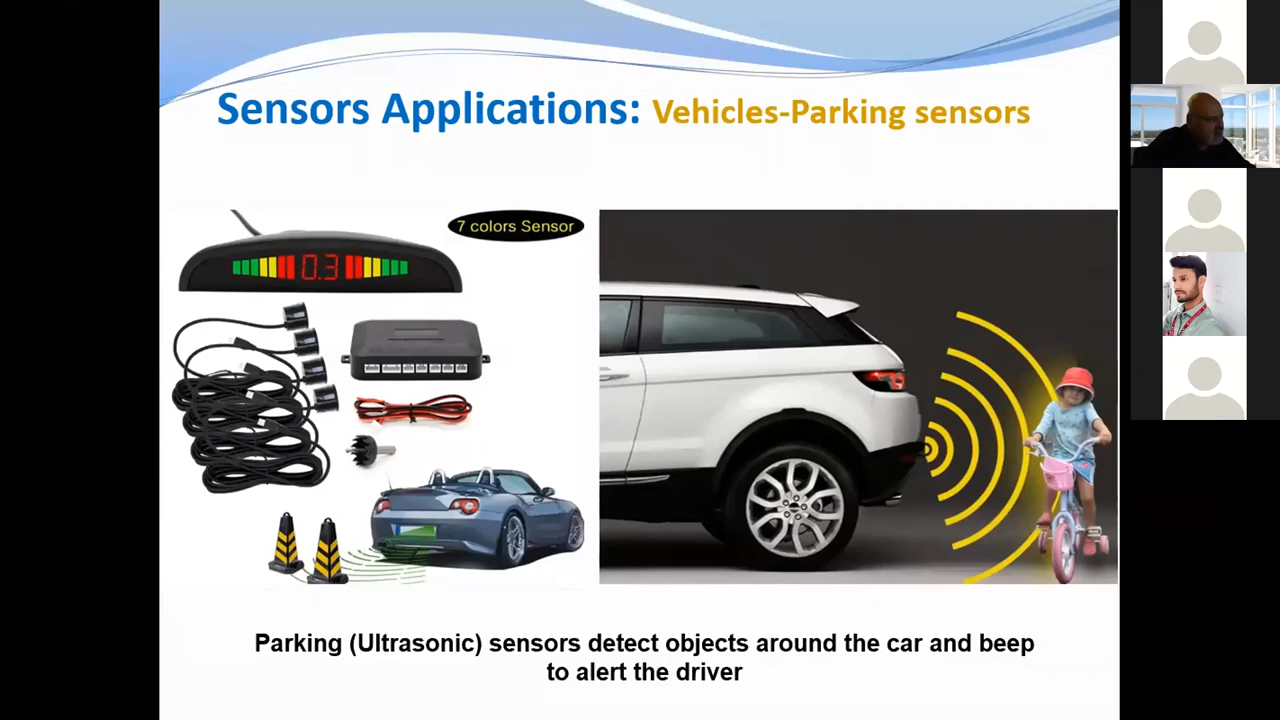 Sensors Applications: Vehicles-Parking sensors
7 colors Sensor
0.3
Parking (Ultrasonic) sensors detect objects around the car and beep
to alert the driver